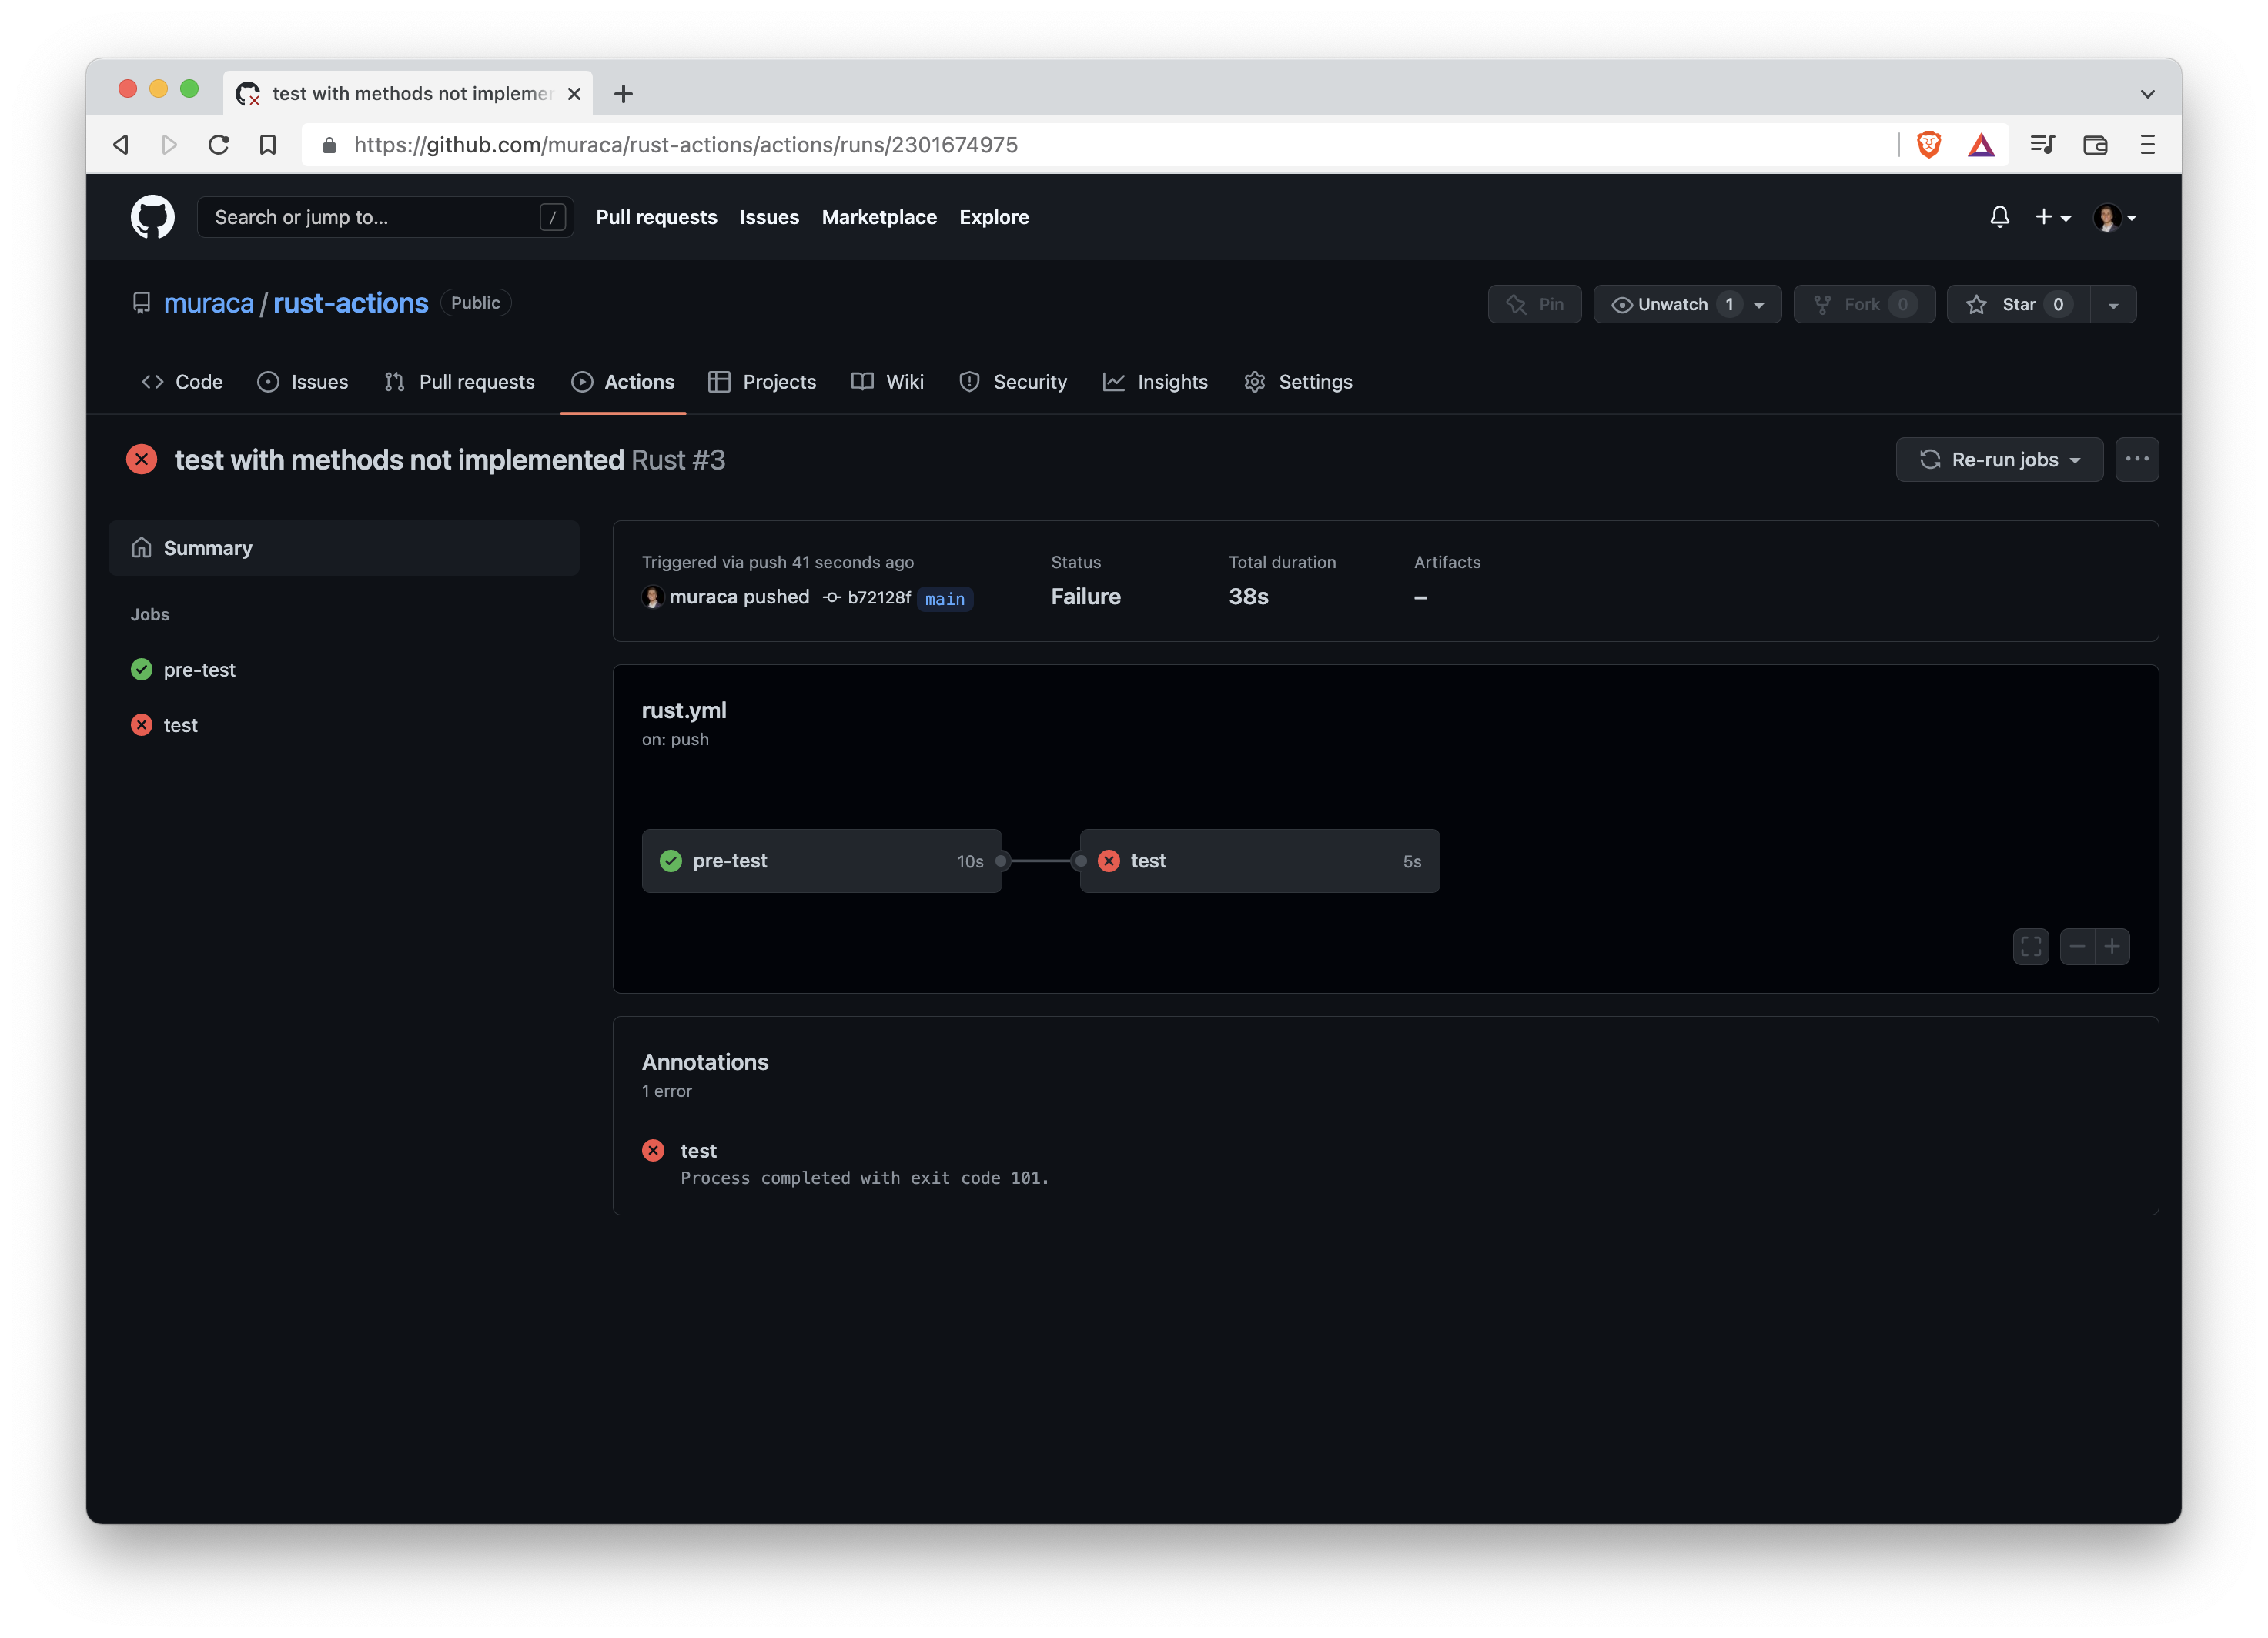 test with methods not implemen
https://github.com/muraca/rust-actions/actions/runs/2301674975
Search or jump to... /
Pull requests Issues Marketplace Explore
muraca / rust-actions Public
Pin Unwatch 1 Fork 0 Star 0
Code Issues Pull requests Actions Projects Wiki Security Insights Settings
test with methods not implemented Rust #3
Re-run jobs
Summary
Jobs
pre-test
test
Triggered via push 41 seconds ago
muraca pushed b72128f main
Status
Failure
Total duration
38s
Artifacts
–
rust.yml
on: push
pre-test 10s
test 5s
Annotations
1 error
test
Process completed with exit code 101.